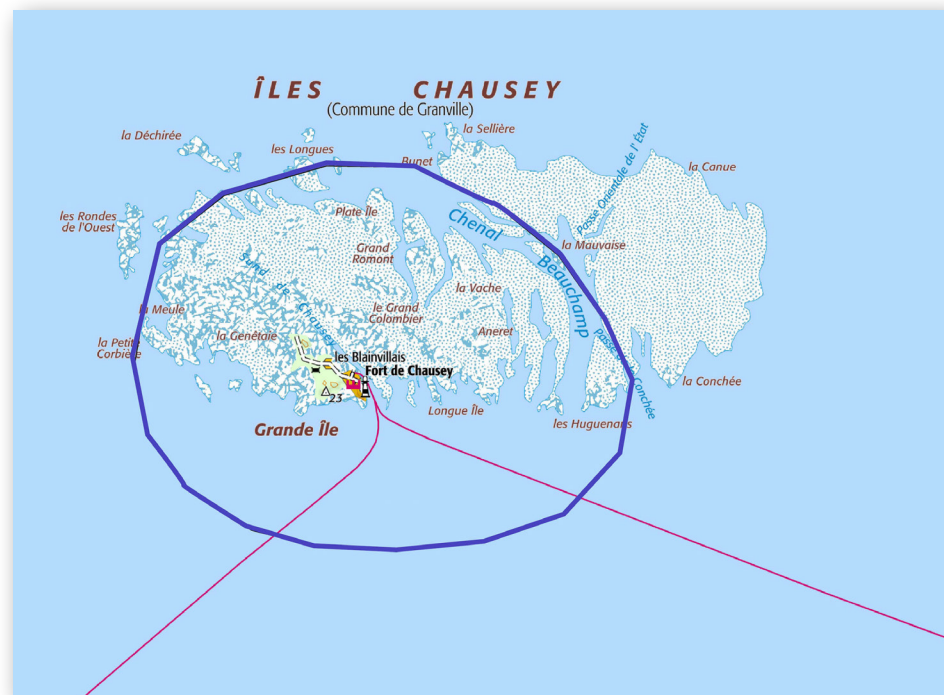 ÎLES CHAUSEY
(Commune de Granville)
la Sellière
la Déchirée
les Longues
Bunet
Passe Orientale de l'État
la Canue
les Rondes
de l'Ouest
Plate Île
Chenal
Beauchamp
la Mauvaise
Grand
Romont
Sund de Chausey
la Vache
la Meule
le Grand
Colombier
la Genétaie
Aneret
la Petite
Corbière
les Blainvillais
Fort de Chausey
Passe de la Conchée
la Conchée
23
Longue Île
Grande Île
les Huguenans